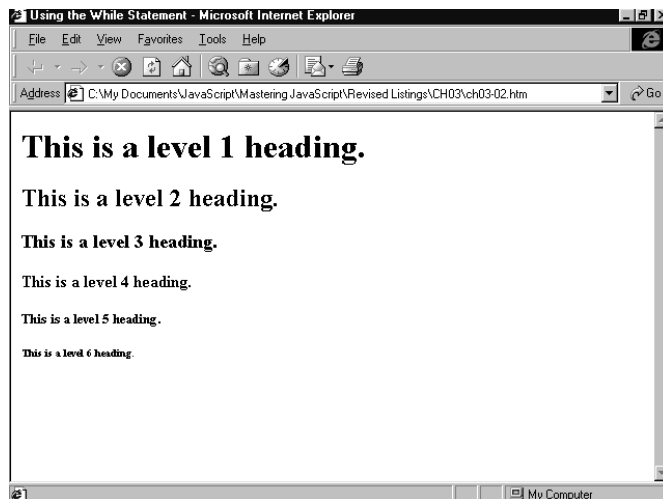 Using the While Statement - Microsoft Internet Explorer
File Edit View Favorites Tools Help
Address C:\My Documents\JavaScript\Mastering JavaScript\Revised Listings\CH03\ch03-02.htm Go
This is a level 1 heading.
This is a level 2 heading.
This is a level 3 heading.
This is a level 4 heading.
This is a level 5 heading.
This is a level 6 heading.
My Computer